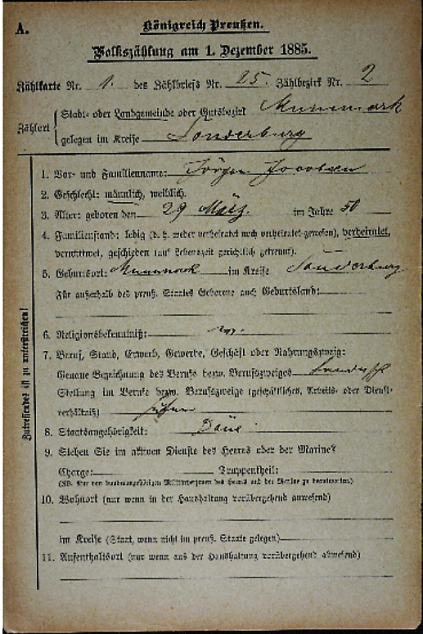 A.
Königreich Preußen.
Volkszählung am 1. Dezember 1885.
Zählkarte Nr. 1. des Zählbriefs Nr. 25. Zählbezirk Nr. 2
Stadt- oder Landgemeinde oder Gutsbezirk Munnmark
Zählort
gelegen im Kreise Sonderburg
1. Vor- und Familienname: Jörgen
2. Geschlecht: männlich, weiblich.
3. Alter: geboren den 29 März. im Jahre 50
4. Familienstand: ledig (d. h. weder verheiratet noch verheiratet-gewesen), verheiratet,
verwittwet, geschieden (auf Lebenszeit gerichtlich getrennt).
5. Geburtsort: im Kreise Sonderburg
Für außerhalb des preuß. Staates Geborene auch Geburtsland:
6. Religionsbekenntniß: ev.
7. Beruf, Stand, Erwerb, Gewerbe, Geschäft oder Nahrungszweig:
Genaue Bezeichnung des Berufs bezw. Berufszweiges
Stellung im Berufe bezw. Berufszweige (geschäftliches, Arbeits- oder Dienst-
verhältniß)
8. Staatsangehörigkeit: Däne
9. Stehen Sie im aktiven Dienste des Heeres oder der Marine?
Charge: Truppentheil:
10. Wohnort (nur wenn in der Haushaltung vorübergehend anwesend)
im Kreise (Staat, wenn nicht im preuß. Staate gelegen)
11. Aufenthaltsort (nur wenn aus der Haushaltung vorübergehend abwesend)
Zutreffendes ist zu unterstreichen!